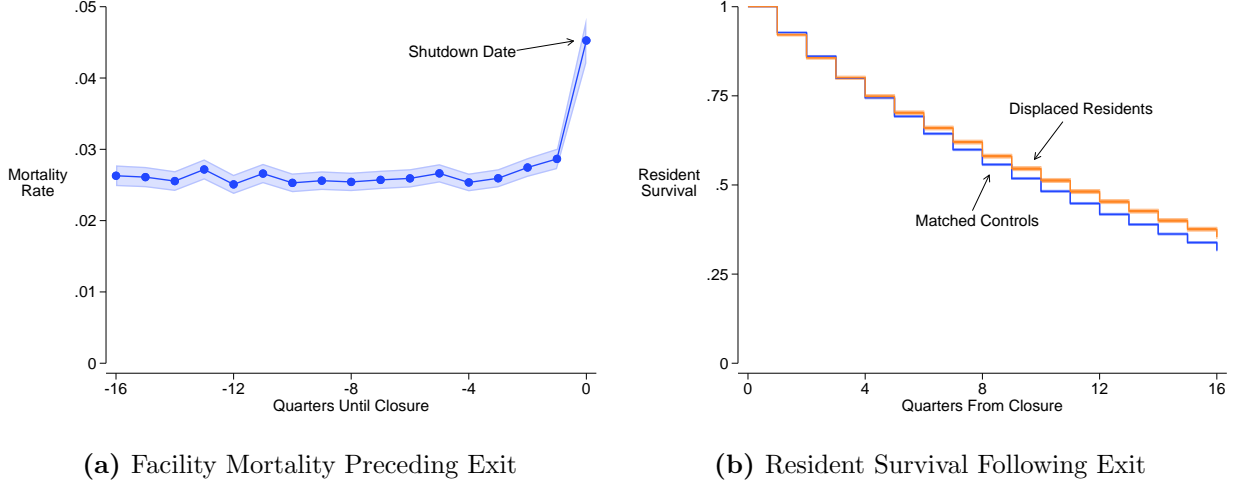 .05
.04
.03
.02
.01
0
Mortality
Rate
Shutdown Date
-16
-12
-8
-4
0
Quarters Until Closure
(a) Facility Mortality Preceding Exit
1
.75
.5
.25
0
Resident
Survival
Displaced Residents
Matched Controls
0
4
8
12
16
Quarters From Closure
(b) Resident Survival Following Exit